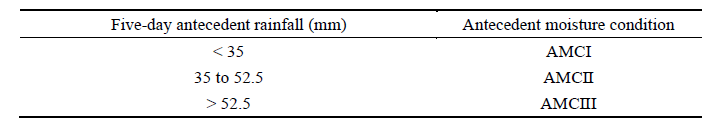 Five-day antecedent rainfall (mm) Antecedent moisture condition
< 35 AMCI
35 to 52.5 AMCII
> 52.5 AMCIII